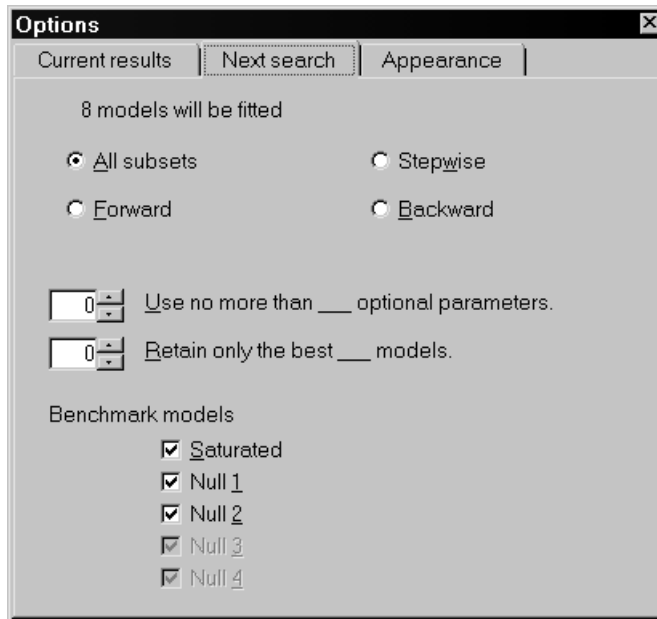 Options
Current results Next search Appearance
8 models will be fitted
All subsets Stepwise
Forward Backward
0 Use no more than ___ optional parameters.
0 Retain only the best ___ models.
Benchmark models
Saturated
Null 1
Null 2
Null 3
Null 4